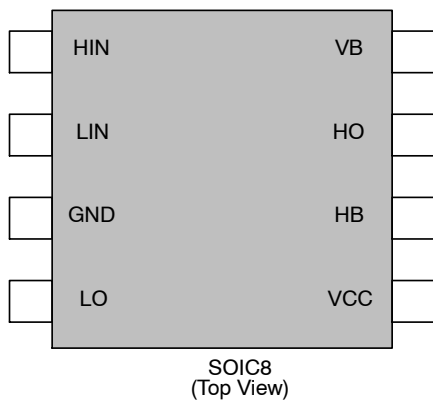 HIN VB
LIN HO
GND HB
LO VCC
SOIC8
(Top View)